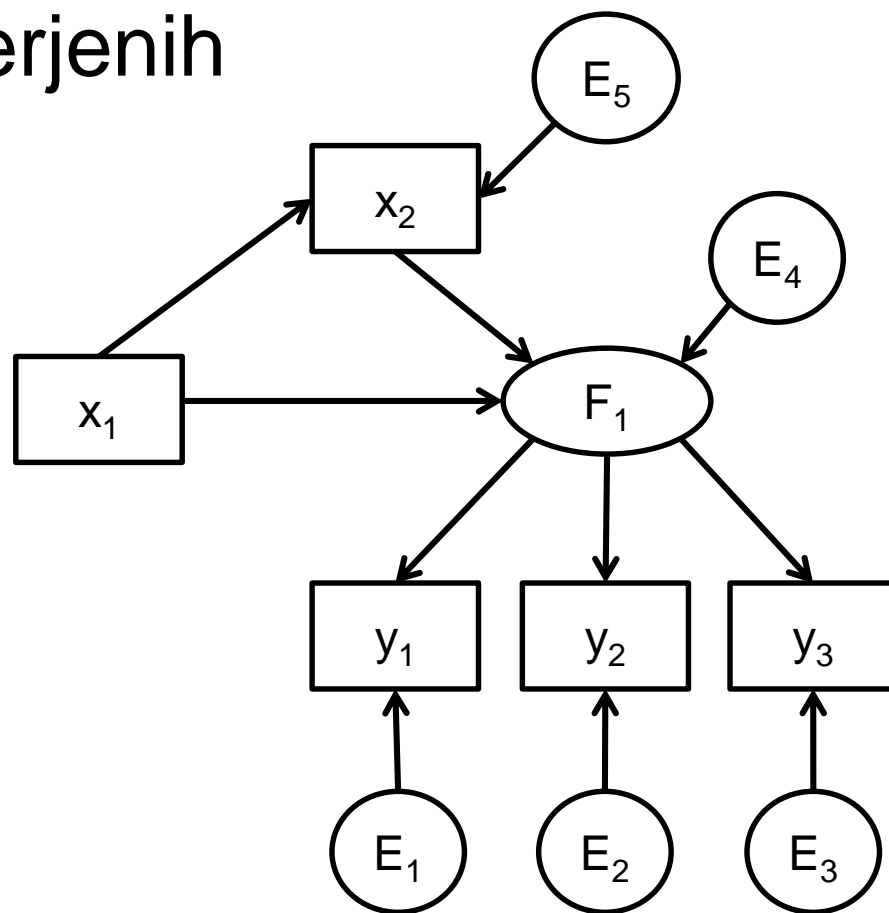 erjenih
E₅
x₂
E₄
x₁
F₁
y₁ y₂ y₃
E₁ E₂ E₃